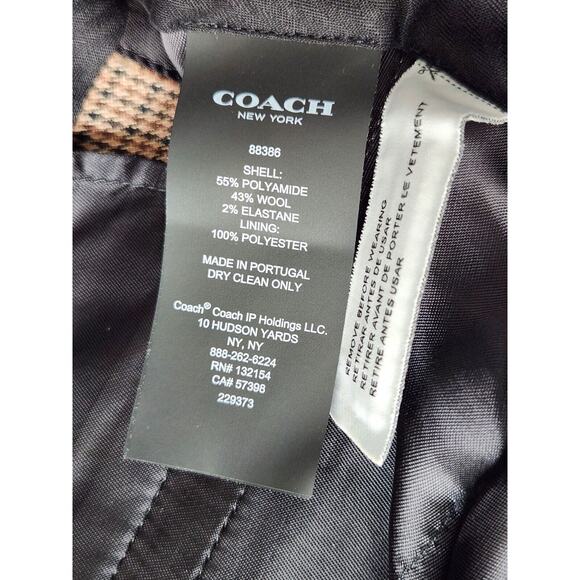 COACH
NEW YORK
88386
SHELL:
55% POLYAMIDE
43% WOOL
2% ELASTANE
LINING:
100% POLYESTER
MADE IN PORTUGAL
DRY CLEAN ONLY
Coach® Coach IP Holdings LLC.
10 HUDSON YARDS
NY, NY
888-262-6224
RN# 132154
CA# 57398
229373
REMOVE BEFORE WEARING
RETIRAR ANTES DE USAR
RETIRER AVANT DE PORTER LE VETEMENT
RETIRE ANTES USAR